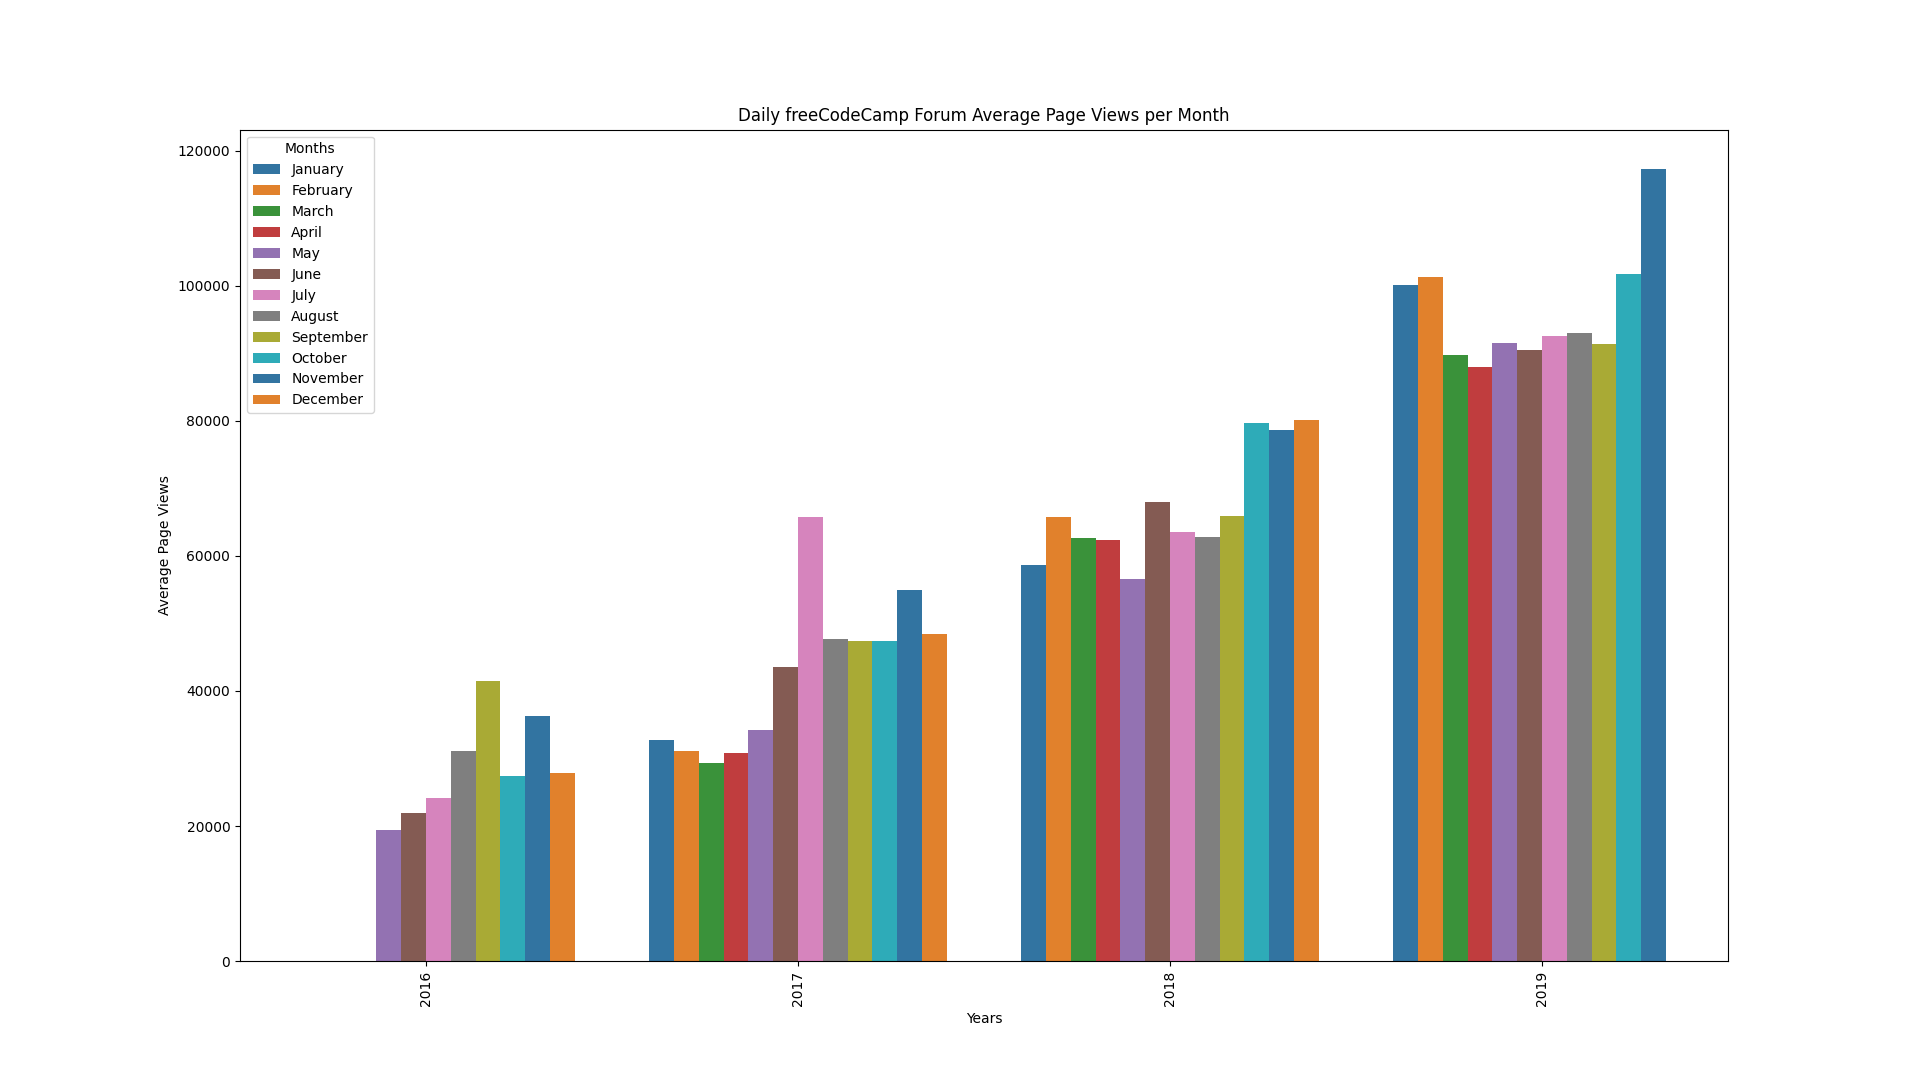 Daily freeCodeCamp Forum Average Page Views per Month
Months
January
February
March
April
May
June
July
August
September
October
November
December
120000
100000
80000
60000
40000
20000
0
Average Page Views
2016
2017
2018
2019
Years